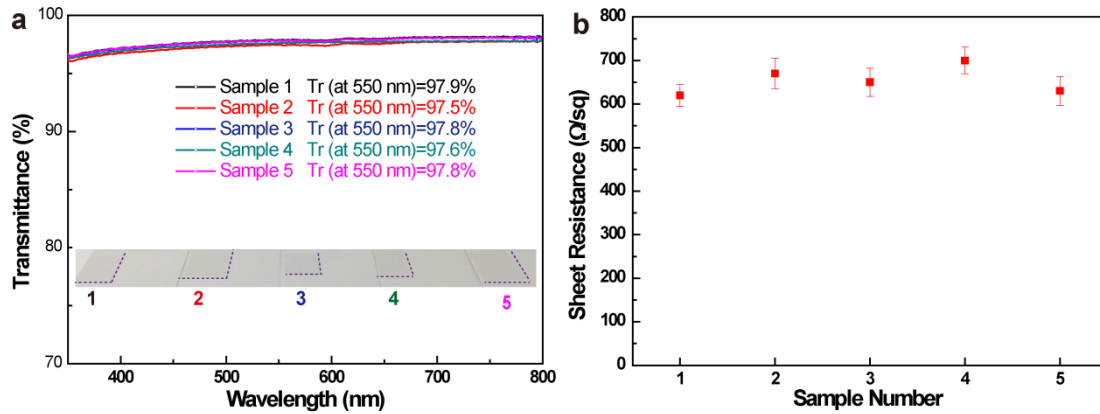 a
100
90
80
70
Transmittance (%)
Sample 1 Tr (at 550 nm)=97.9%
Sample 2 Tr (at 550 nm)=97.5%
Sample 3 Tr (at 550 nm)=97.8%
Sample 4 Tr (at 550 nm)=97.6%
Sample 5 Tr (at 550 nm)=97.8%
1 2 3 4 5
400 500 600 700 800
Wavelength (nm)
b
800
700
600
500
400
300
200
100
0
Sheet Resistance (Ω/sq)
1 2 3 4 5
Sample Number